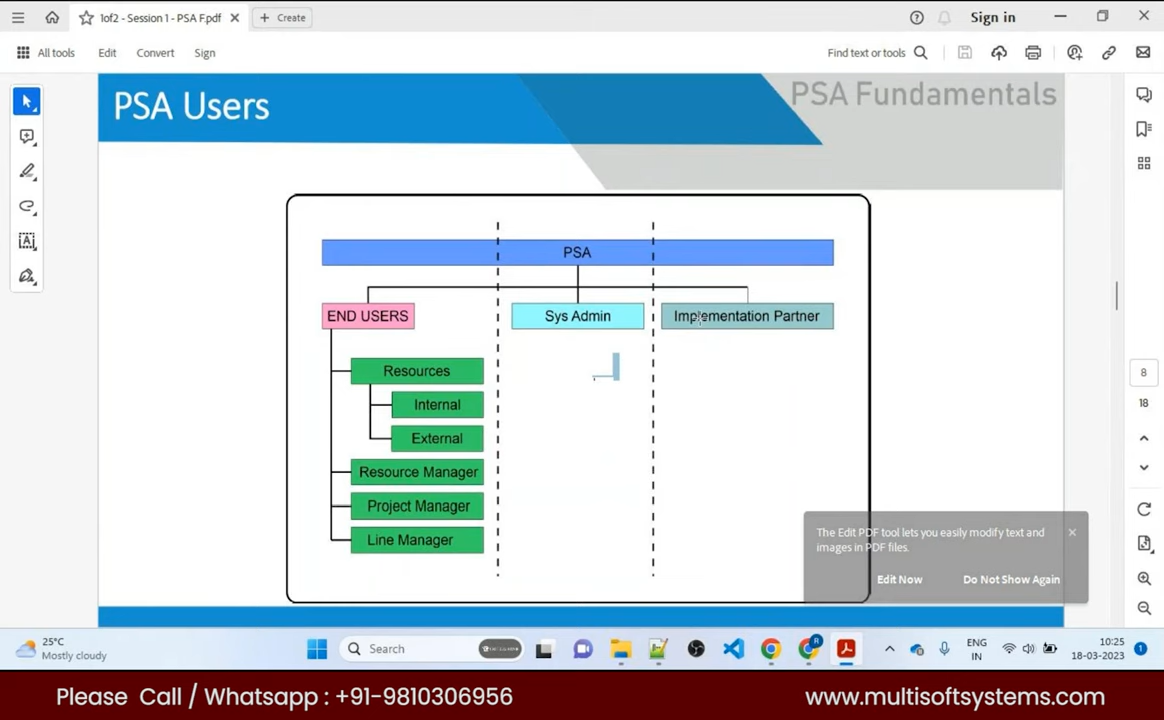 1of2 - Session 1 - PSA F.pdf
Create
Sign in
All tools
Edit
Convert
Sign
Find text or tools
PSA Users
PSA Fundamentals
PSA
END USERS
Sys Admin
Implementation Partner
Resources
Internal
External
Resource Manager
Project Manager
Line Manager
8
18
The Edit PDF tool lets you easily modify text and
images in PDF files.
Edit Now
Do Not Show Again
25°C
Mostly cloudy
Search
ENG
IN
10:25
18-03-2023
Please Call / Whatsapp : +91-9810306956
www.multisoftsystems.com